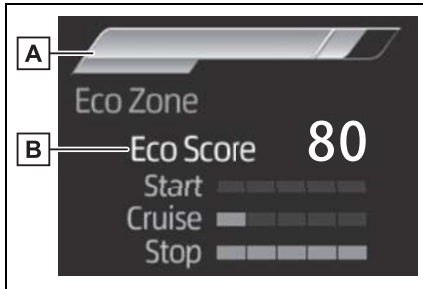 A
Eco Zone
B
Eco Score 80
Start
Cruise
Stop